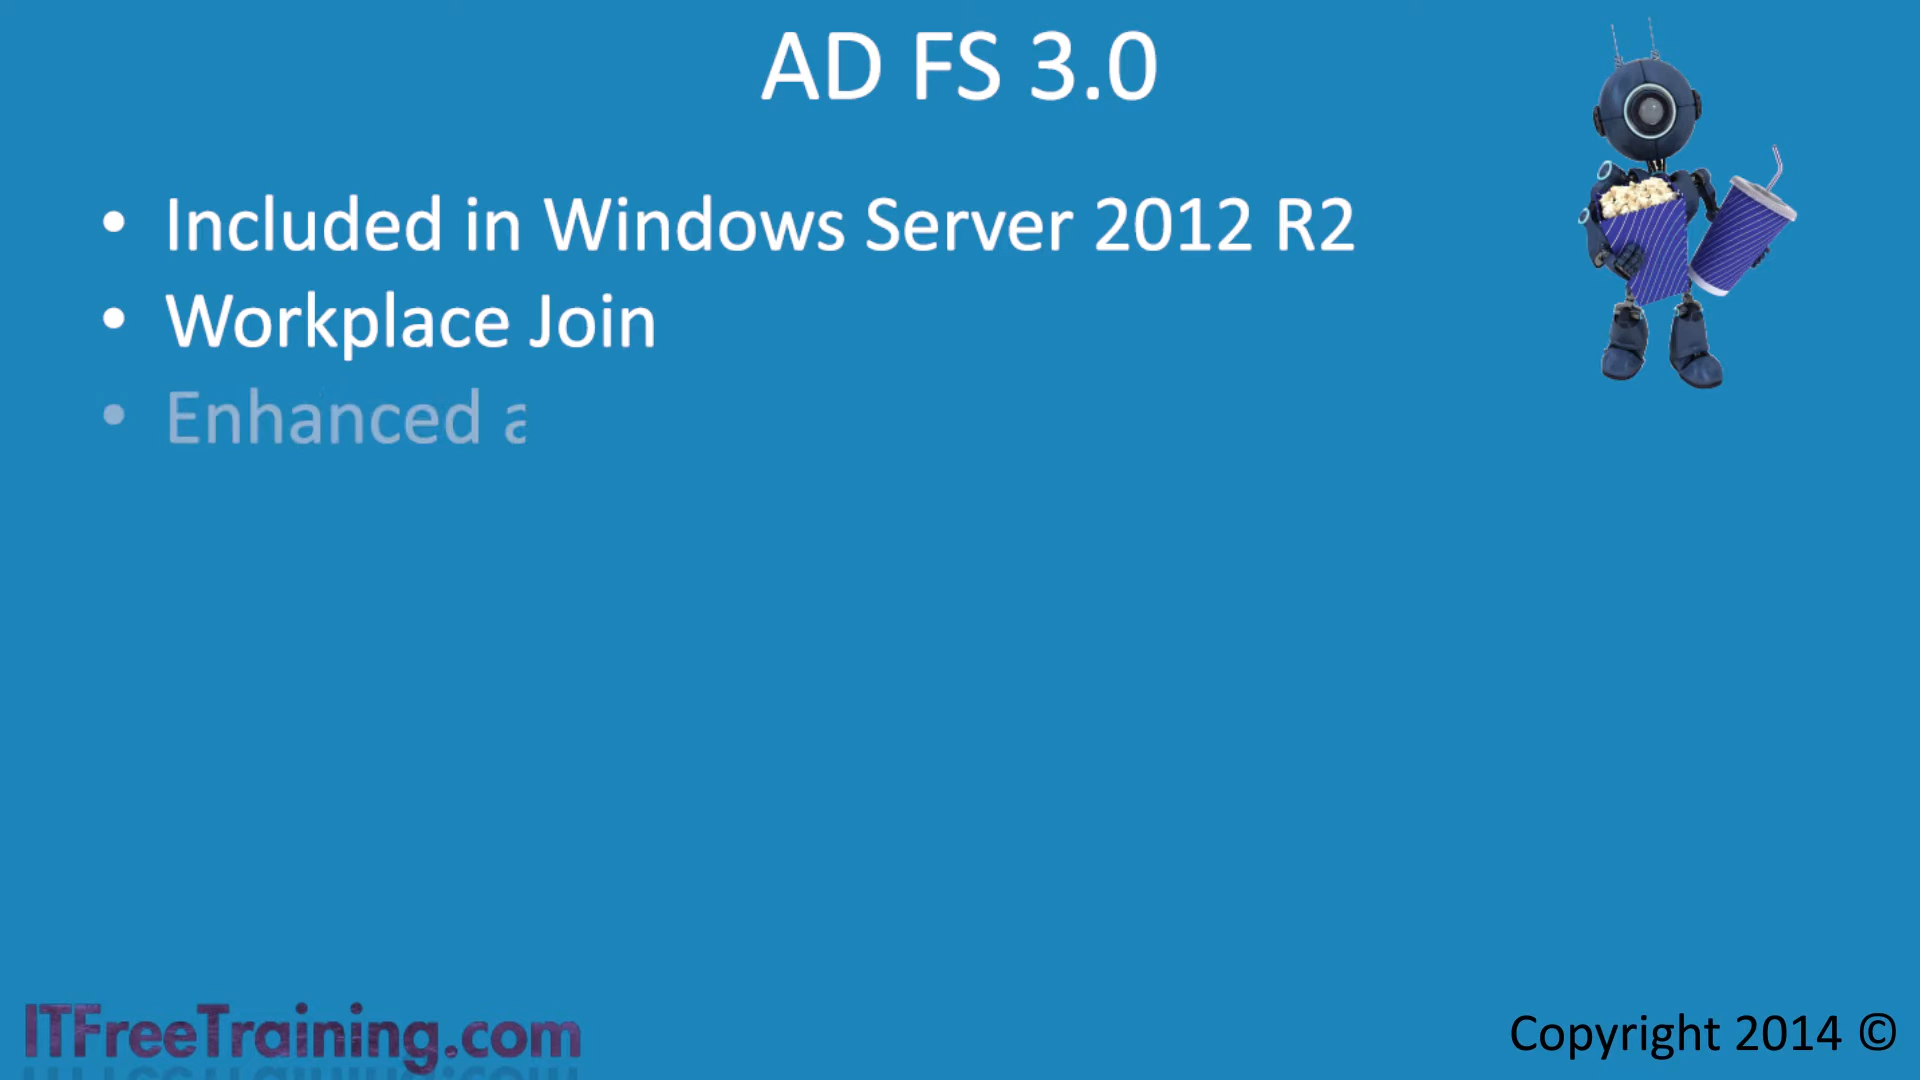 AD FS 3.0
• Included in Windows Server 2012 R2
• Workplace Join
• Enhanced a
ITFreeTraining.com
Copyright 2014 ©